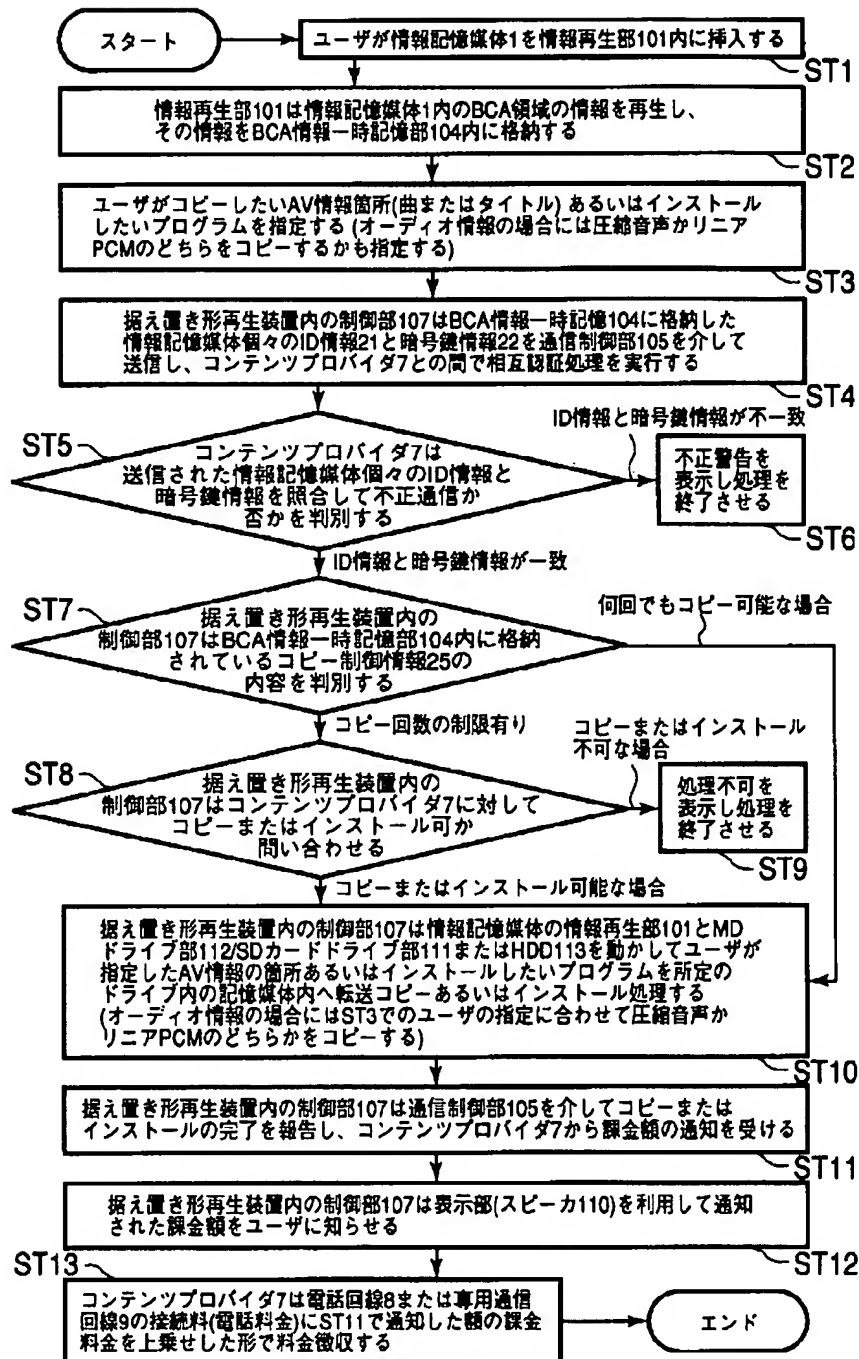 スタート
ユーザが情報記憶媒体1を情報再生部101内に挿入する
ST1
情報再生部101は情報記憶媒体1内のBCA領域の情報を再生し、
その情報をBCA情報一時記憶部104内に格納する
ST2
ユーザがコピーしたいAV情報箇所(曲またはタイトル) あるいはインストール
したいプログラムを指定する (オーディオ情報の場合には圧縮音声かリニア
PCMのどちらをコピーするかも指定する)
ST3
据え置き形再生装置内の制御部107はBCA情報一時記憶104に格納した
情報記憶媒体個々のID情報21と暗号鍵情報22を通信制御部105を介して
送信し、コンテンツプロバイダ7との間で相互認証処理を実行する
ST4
ST5
コンテンツプロバイダ7は
送信された情報記憶媒体個々のID情報と
暗号鍵情報を照合して不正通信か
否かを判別する
ID情報と暗号鍵情報が不一致
不正警告を
表示し処理を
終了させる
ST6
ID情報と暗号鍵情報が一致
ST7
据え置き形再生装置内の
制御部107はBCA情報一時記憶部104内に格納
されているコピー制御情報25の
内容を判別する
何回でもコピー可能な場合
コピー回数の制限有り
ST8
据え置き形再生装置内の
制御部107はコンテンツプロバイダ7に対して
コピーまたはインストール可か
問い合わせる
コピーまたはインストール
不可な場合
処理不可を
表示し処理を
終了させる
ST9
コピーまたはインストール可能な場合
据え置き形再生装置内の制御部107は情報記憶媒体の情報再生部101とMD
ドライブ部112/SDカードドライブ部111またはHDD113を動かしてユーザが
指定したAV情報の箇所あるいはインストールしたいプログラムを所定の
ドライブ内の記憶媒体内へ転送コピーあるいはインストール処理する
(オーディオ情報の場合にはST3でのユーザの指定に合わせて圧縮音声か
リニアPCMのどちらかをコピーする)
ST10
据え置き形再生装置内の制御部107は通信制御部105を介してコピーまたは
インストールの完了を報告し、コンテンツプロバイダ7から課金額の通知を受ける
ST11
据え置き形再生装置内の制御部107は表示部(スピーカ110)を利用して通知
された課金額をユーザに知らせる
ST12
ST13
コンテンツプロバイダ7は電話回線8または専用通信
回線9の接続料(電話料金)にST11で通知した額の課金
料金を上乗せした形で料金徴収する
エンド